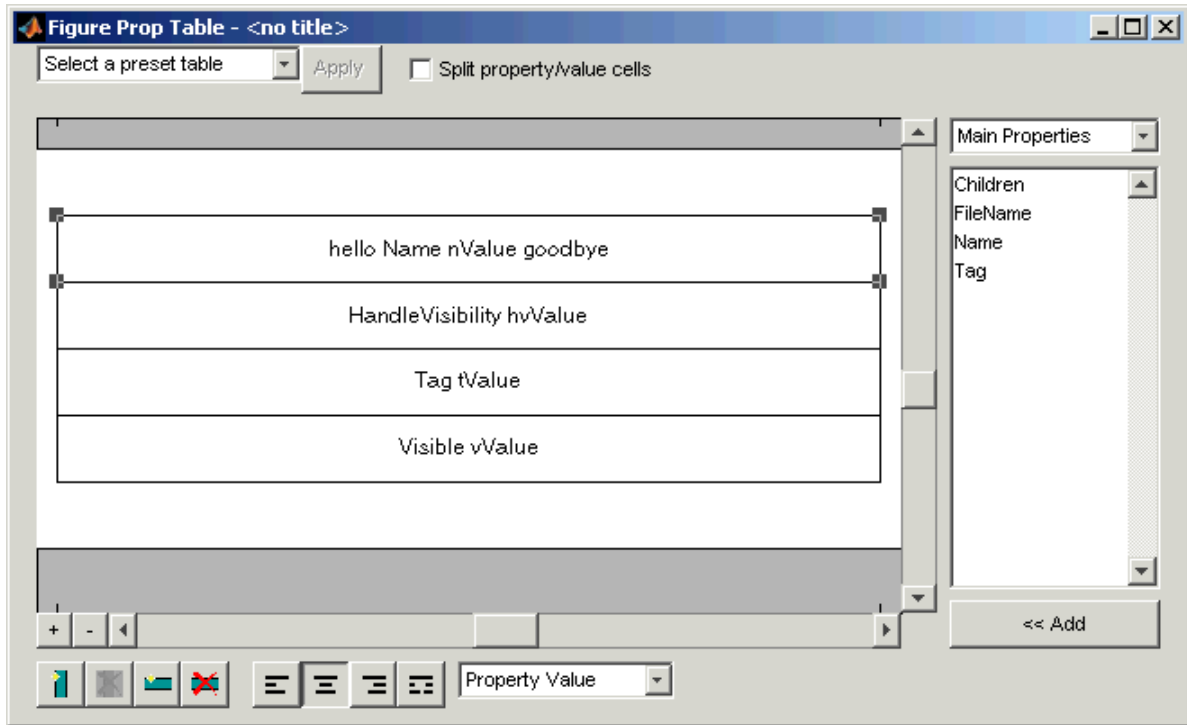 Figure Prop Table - <no title>
Select a preset table
Apply
Split property/value cells
Main Properties
Children
FileName
Name
Tag
hello Name nValue goodbye
HandleVisibility hvValue
Tag tValue
Visible vValue
+ -
<< Add
Property Value